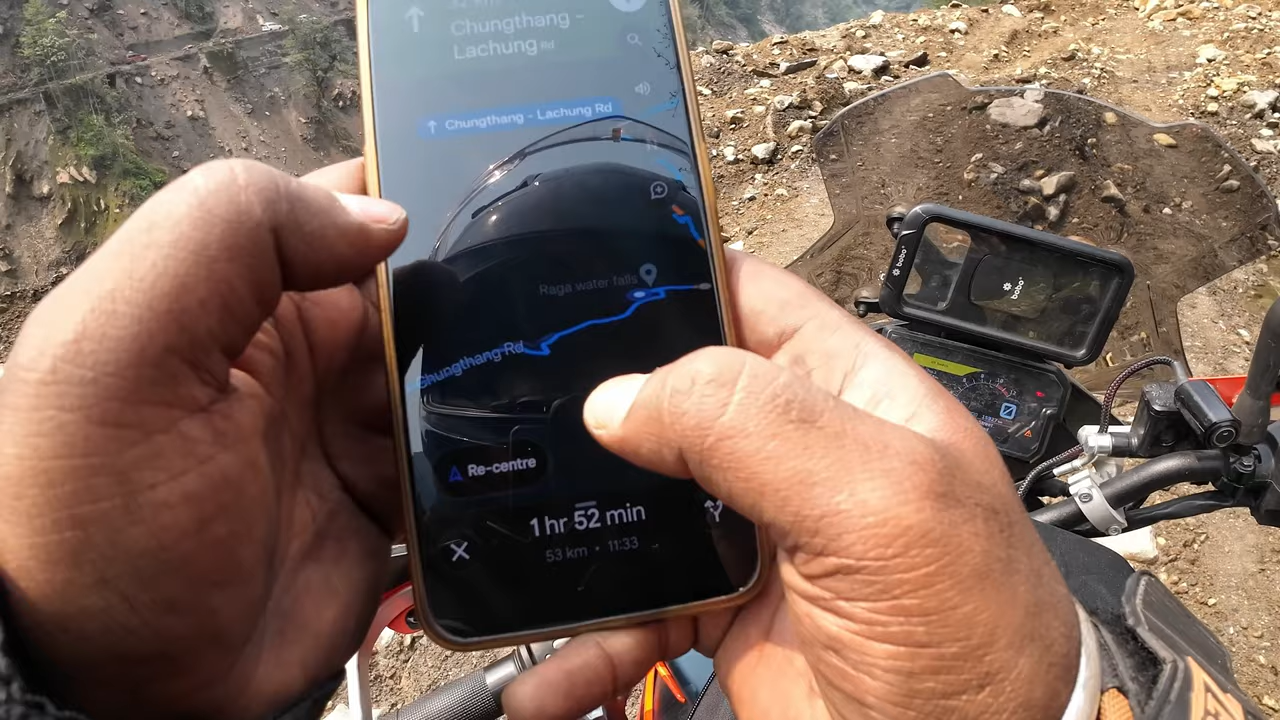 Chungthang -
Lachung Rd
Chungthang - Lachung Rd
Raga water falls
Chungthang Rd
Re-centre
1 hr 52 min
53 km • 11:33
bobo
bobo